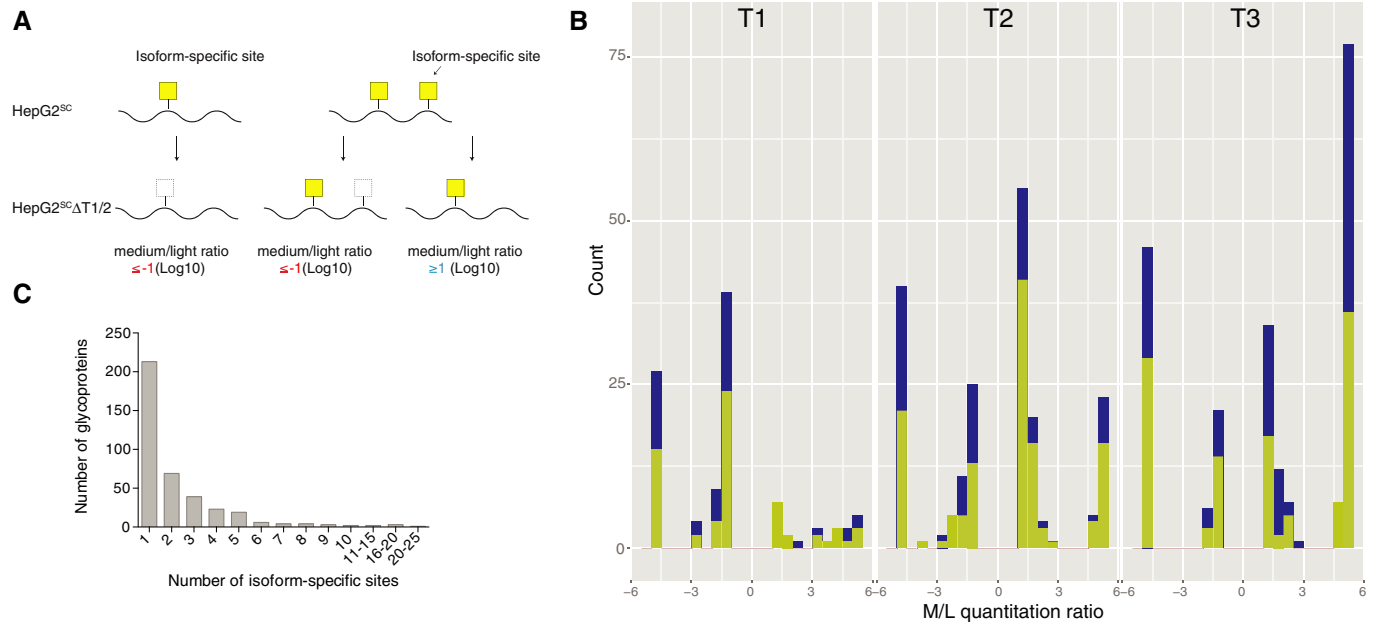 A
Isoform-specific site
Isoform-specific site
HepG2SC
HepG2SCΔT1/2
medium/light ratio
≤-1(Log10)
medium/light ratio
≤-1(Log10)
medium/light ratio
≥1 (Log10)
B
T1
T2
T3
Count
75
50
25
0
−6
−3
0
3
6
−6
−3
0
3
6
−6
−3
0
3
6
M/L quantitation ratio
C
Number of glycoproteins
250
200
150
100
50
0
1
2
3
4
5
6
7
8
9
10
11-15
16-20
20-25
Number of isoform-specific sites